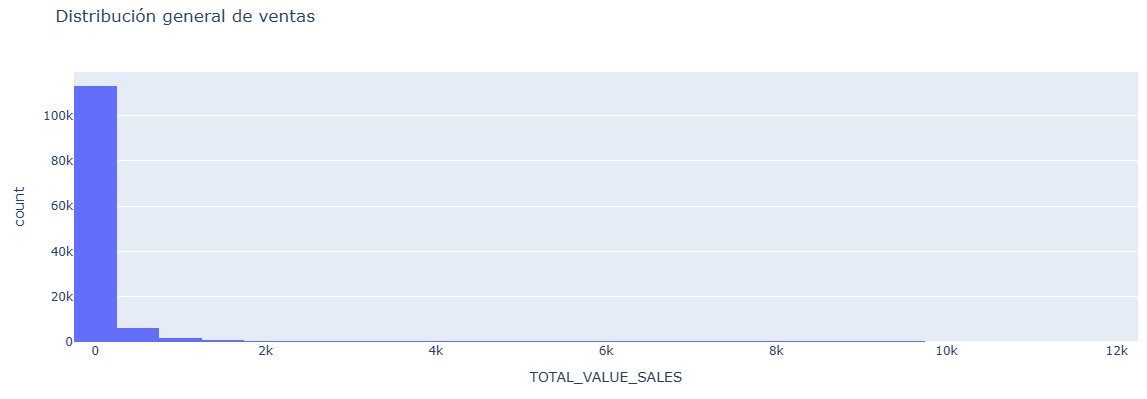 Distribución general de ventas
100k
80k
60k
40k
20k
0
count
0 2k 4k 6k 8k 10k 12k
TOTAL_VALUE_SALES